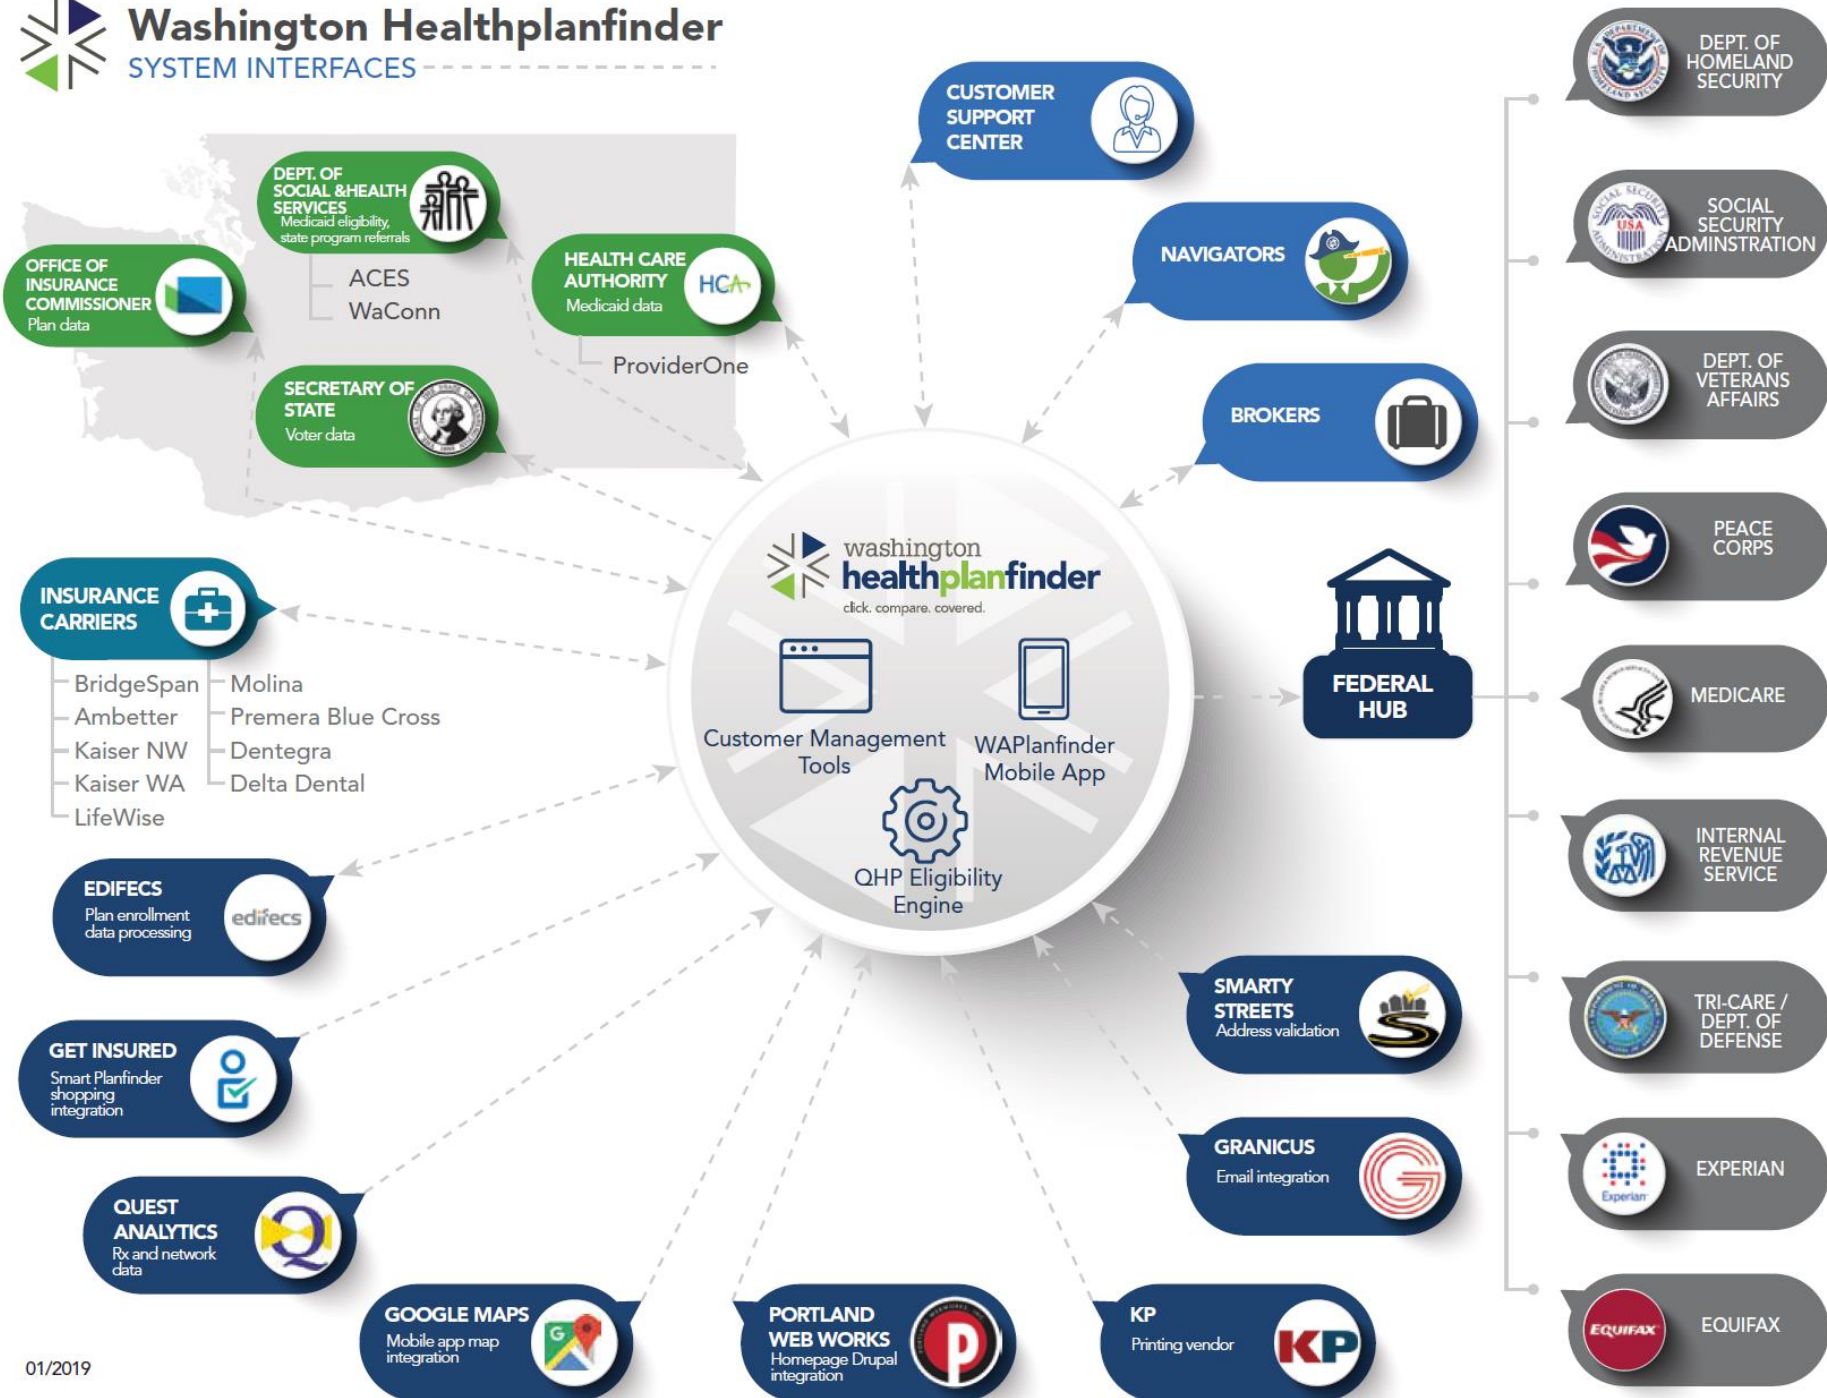 Washington Healthplanfinder
SYSTEM INTERFACES
CUSTOMER
SUPPORT
CENTER
NAVIGATORS
BROKERS
DEPT. OF
SOCIAL &HEALTH
SERVICES
Medicaid eligibility,
state program referrals
ACES
WaConn
OFFICE OF
INSURANCE
COMMISSIONER
Plan data
HEALTH CARE
AUTHORITY
Medicaid data
HCA
ProviderOne
SECRETARY OF
STATE
Voter data
INSURANCE
CARRIERS
BridgeSpan
Ambetter
Kaiser NW
Kaiser WA
LifeWise
Molina
Premera Blue Cross
Dentegra
Delta Dental
washington
healthplanfinder
click. compare. covered.
Customer Management
Tools
WAPlanfinder
Mobile App
QHP Eligibility
Engine
FEDERAL
HUB
EDIFECS
Plan enrollment
data processing
edifecs
GET INSURED
Smart Planfinder
shopping
integration
QUEST
ANALYTICS
Rx and network
data
Q
GOOGLE MAPS
Mobile app map
integration
G
PORTLAND
WEB WORKS
Homepage Drupal
integration
P
KP
Printing vendor
KP
SMARTY
STREETS
Address validation
GRANICUS
Email integration
G
DEPT. OF
HOMELAND
SECURITY
SOCIAL SECURITY
USA
ADMINISTRATION
SOCIAL
SECURITY
ADMINSTRATION
DEPT. OF
VETERANS
AFFAIRS
PEACE
CORPS
MEDICARE
INTERNAL
REVENUE
SERVICE
TRI-CARE /
DEPT. OF
DEFENSE
EXPERIAN
Experian
EQUIFAX
EQUIFAX
01/2019